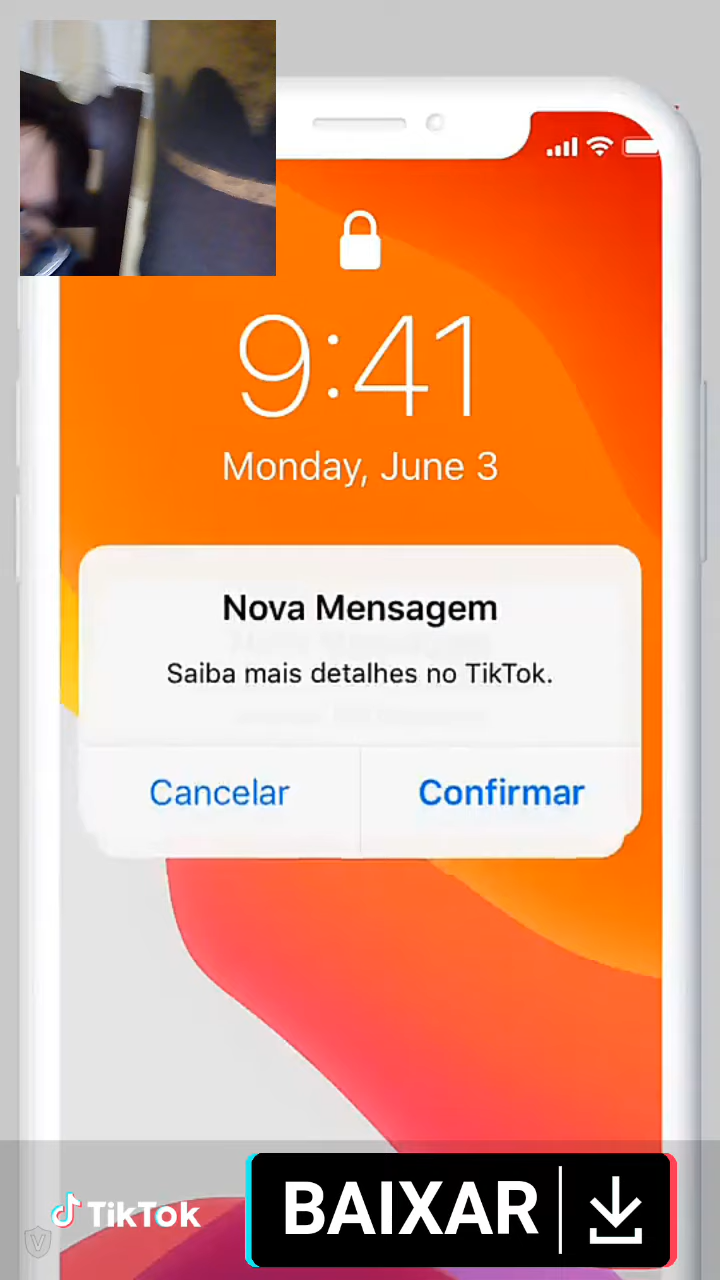 9:41
Monday, June 3
Nova Mensagem
Saiba mais detalhes no TikTok.
Cancelar
Confirmar
TikTok
BAIXAR
V